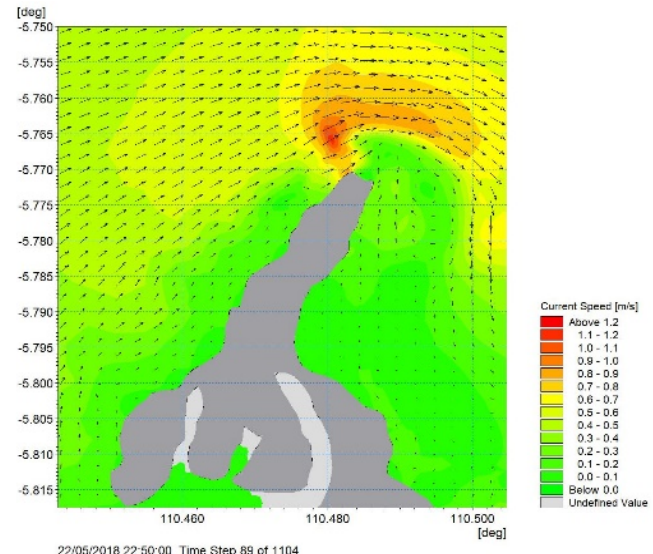 [deg]
-5.750
-5.755
-5.760
-5.765
-5.770
-5.775
-5.780
-5.785
-5.790
-5.795
-5.800
-5.805
-5.810
-5.815
110.460 110.480 110.500
[deg]
22/05/2018 22:50:00 Time Step 89 of 1104
Current Speed [m/s]
Above 1.2
1.1 - 1.2
1.0 - 1.1
0.9 - 1.0
0.8 - 0.9
0.7 - 0.8
0.6 - 0.7
0.5 - 0.6
0.4 - 0.5
0.3 - 0.4
0.2 - 0.3
0.1 - 0.2
0.0 - 0.1
Below 0.0
Undefined Value